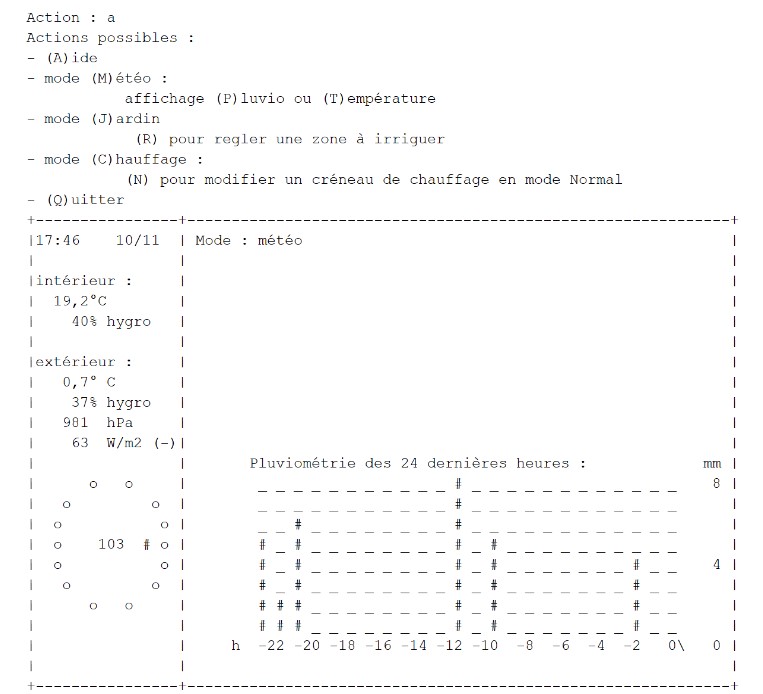 Action : a
Actions possibles :
- (A)ide
- mode (M)étéo :
           affichage (P)luvio ou (T)empérature
- mode (J)ardin
            (R) pour regler une zone à irriguer
- mode (C)hauffage :
           (N) pour modifier un créneau de chauffage en mode Normal
- (Q)uitter
+----------------+-------------------------------------------------------------+
|17:46    10/11  | Mode : météo                                                |
|                |                                                             |
|intérieur :     |                                                             |
|  19,2°C        |                                                             |
|    40% hygro   |                                                             |
|                |                                                             |
|extérieur :     |                                                             |
|   0,7° C       |                                                             |
|    37% hygro   |                                                             |
|   981  hPa     |                                                             |
|    63  W/m2 (-)|                                                             |
|                |       Pluviométrie des 24 dernières heures :             mm |
|      o   o     |        _ _ _ _ _ _ _ _ _ _ _ # _ _ _ _ _ _ _ _ _ _ _ _    8 |
|   o         o  |        _ _ _ _ _ _ _ _ _ _ _ # _ _ _ _ _ _ _ _ _ _ _ _      |
|  o           o |        _ _ # _ _ _ _ _ _ _ _ # _ _ _ _ _ _ _ _ _ _ _ _      |
|  o    103  # o |        # _ # _ _ _ _ _ _ _ _ # _ # _ _ _ _ _ _ _ _ _ _      |
|  o           o |        # _ # _ _ _ _ _ _ _ _ # _ # _ _ _ _ _ _ _ # _ _    4 |
|   o         o  |        # _ # _ _ _ _ _ _ _ _ # _ # _ _ _ _ _ _ _ # _ _      |
|      o   o     |        # # # _ _ _ _ _ _ _ _ # _ # _ _ _ _ _ _ _ # _ _      |
|                |        # # # _ _ _ _ _ _ _ _ # _ # _ _ _ _ _ _ _ # _ _      |
|                |     h  -22 -20 -18 -16 -14 -12 -10  -8  -6  -4  -2   0\   0 |
|                |                                                             |
+----------------+-------------------------------------------------------------+